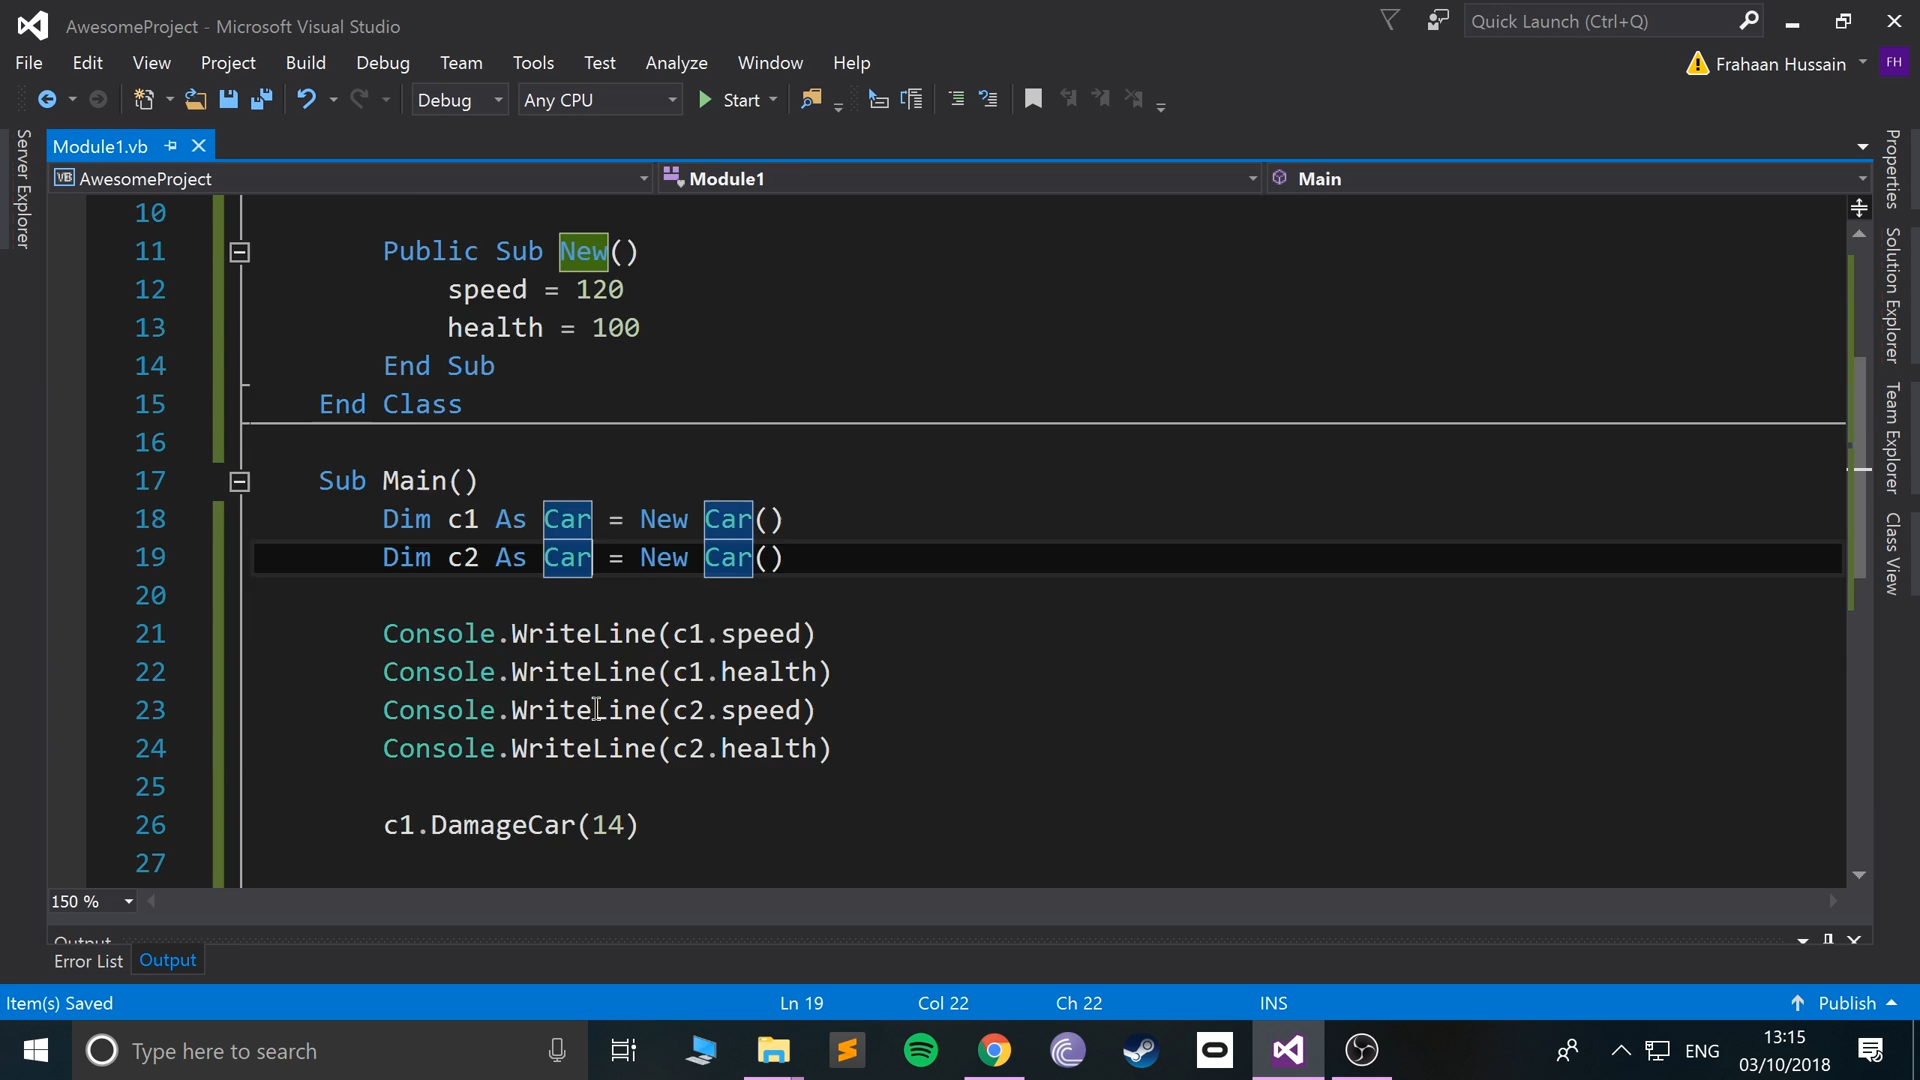 AwesomeProject - Microsoft Visual Studio
Quick Launch (Ctrl+Q)
File Edit View Project Build Debug Team Tools Test Analyze Window Help
Frahaan Hussain FH
Debug Any CPU Start
Module1.vb
VB AwesomeProject Module1 Main
Server Explorer
Properties
Solution Explorer
Team Explorer
Class View
10
11 Public Sub New()
12 speed = 120
13 health = 100
14 End Sub
15 End Class
16
17 Sub Main()
18 Dim c1 As Car = New Car()
19 Dim c2 As Car = New Car()
20
21 Console.WriteLine(c1.speed)
22 Console.WriteLine(c1.health)
23 Console.WriteLine(c2.speed)
24 Console.WriteLine(c2.health)
25
26 c1.DamageCar(14)
27
150 %
Output
Error List Output
Item(s) Saved Ln 19 Col 22 Ch 22 INS Publish
Type here to search
ENG
13:15
03/10/2018